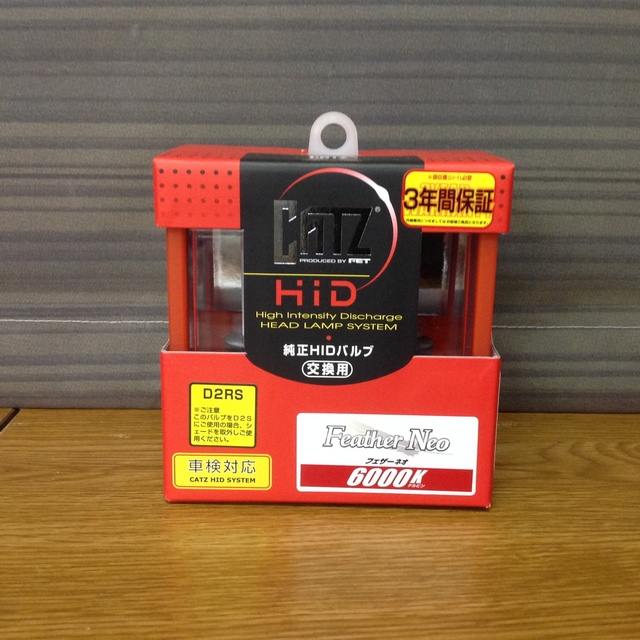 3年間保証
CATZ®
PRODUCED BY FET
HiD
High Intensity Discharge
HEAD LAMP SYSTEM
純正HIDバルブ
交換用
D2RS
※ご注意
このバルブをD2S
にご使用の場合、シ
ェードを取外しご使
用ください。
車検対応
CATZ HID SYSTEM
Feather Neo
フェザーネオ
6000K
ケルビン